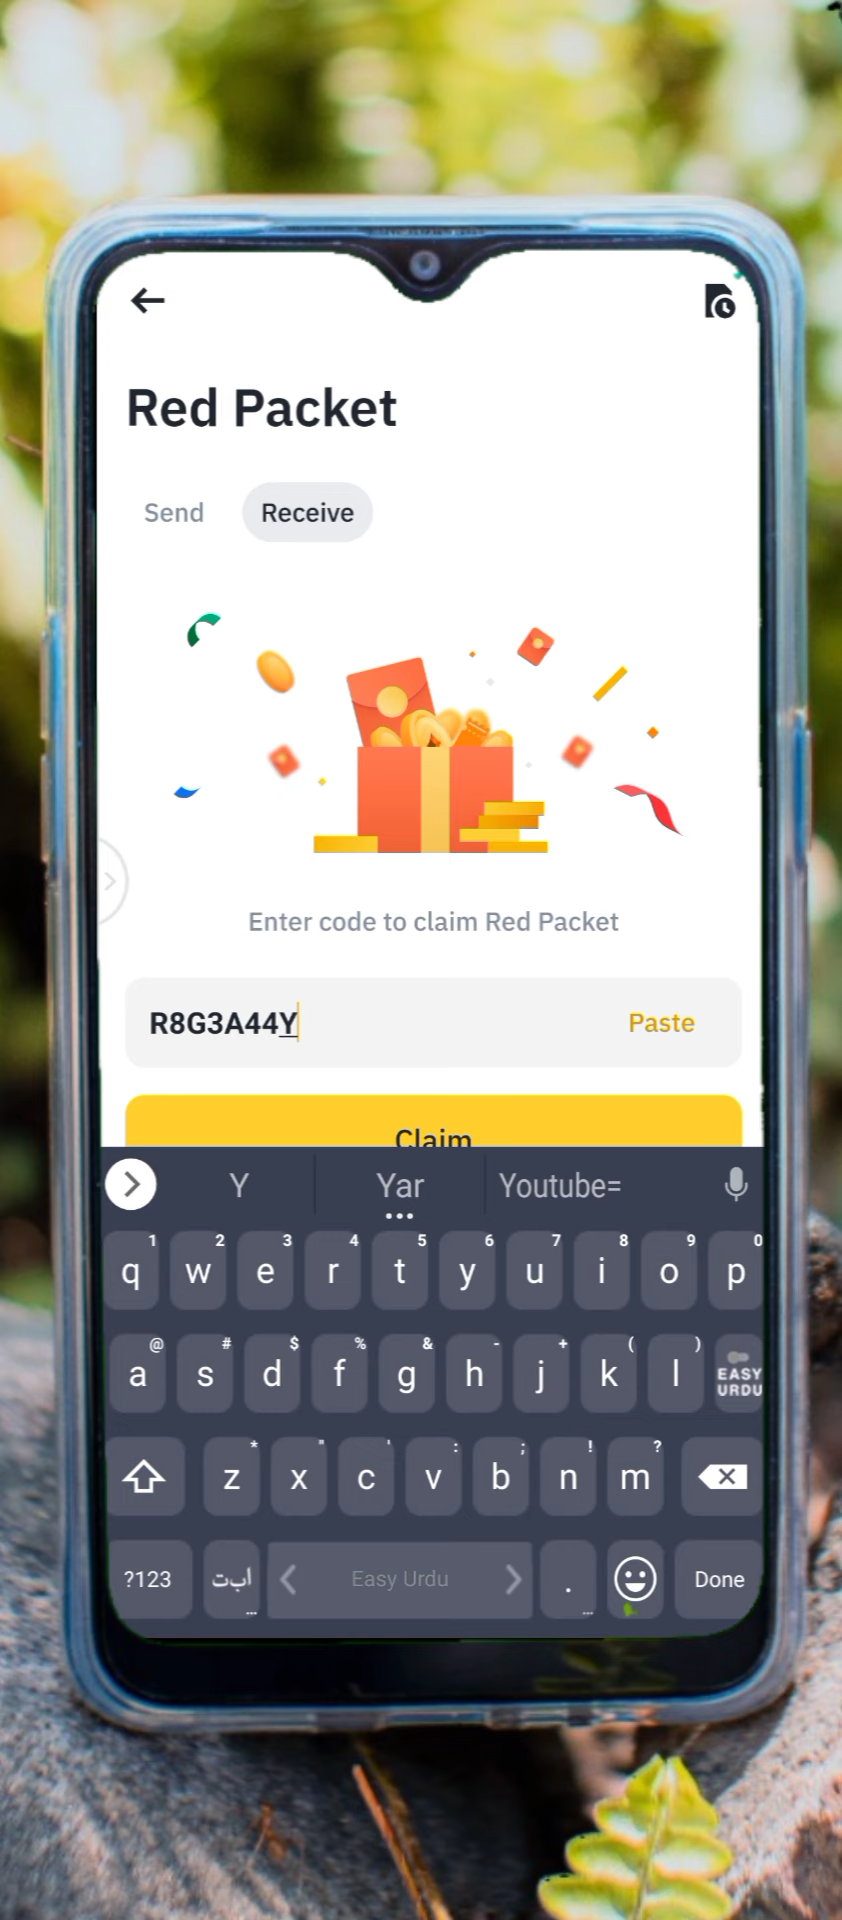 Red Packet
Send Receive
Enter code to claim Red Packet
R8G3A44Y Paste
Claim
Y Yar Youtube=
1 2 3 4 5 6 7 8 9 0
q w e r t y u i o p
@ # $ % & - + ( )
a s d f g h j k l EASY URDU
* " ' : ; ! ?
z x c v b n m
?123 ابت Easy Urdu . Done